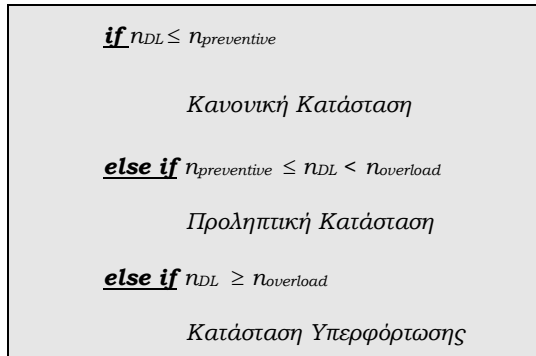 if nDL ≤ npreventive
Κανονική Κατάσταση
else if npreventive ≤ nDL < noverload
Προληπτική Κατάσταση
else if nDL ≥ noverload
Κατάσταση Υπερφόρτωσης